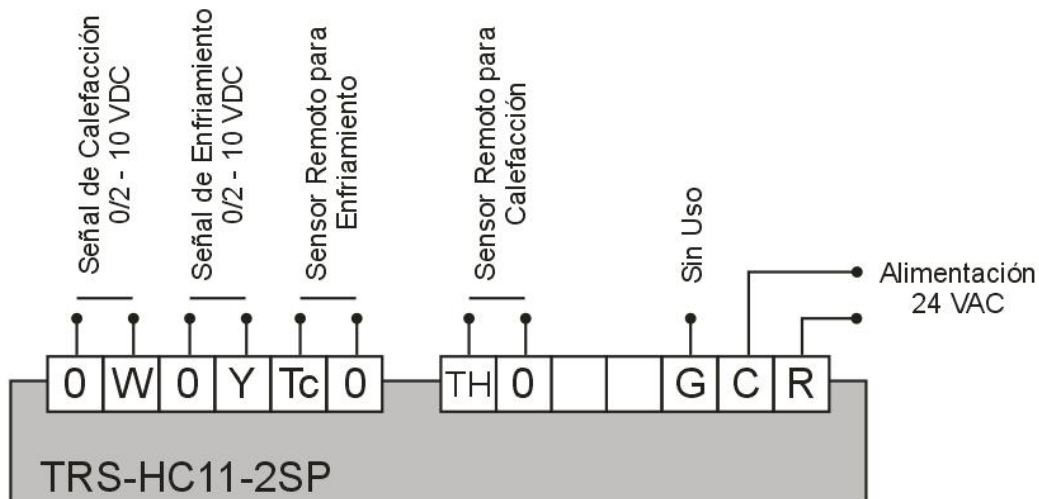 Señal de Calefacción
0/2 - 10 VDC
Señal de Enfriamiento
0/2 - 10 VDC
Sensor Remoto para
Enfriamiento
Sensor Remoto para
Calefacción
Sin Uso
Alimentación
24 VAC
0 W 0 Y Tc 0
TH 0 G C R
TRS-HC11-2SP